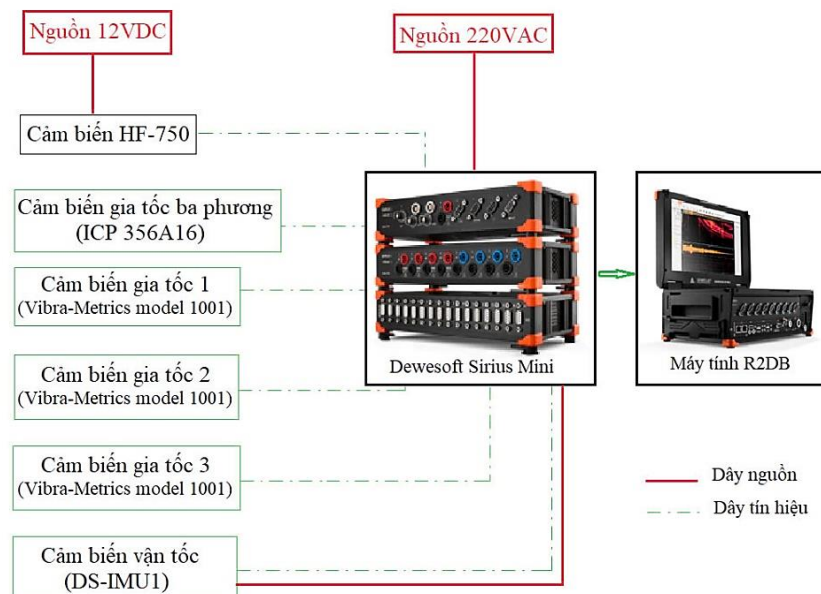 Nguồn 12VDC
Nguồn 220VAC
Cảm biến HF-750
Cảm biến gia tốc ba phương
(ICP 356A16)
Cảm biến gia tốc 1
(Vibra-Metrics model 1001)
Cảm biến gia tốc 2
(Vibra-Metrics model 1001)
Cảm biến gia tốc 3
(Vibra-Metrics model 1001)
Cảm biến vận tốc
(DS-IMU1)
Dewesoft Sirius Mini
Máy tính R2DB
Dây nguồn
Dây tín hiệu